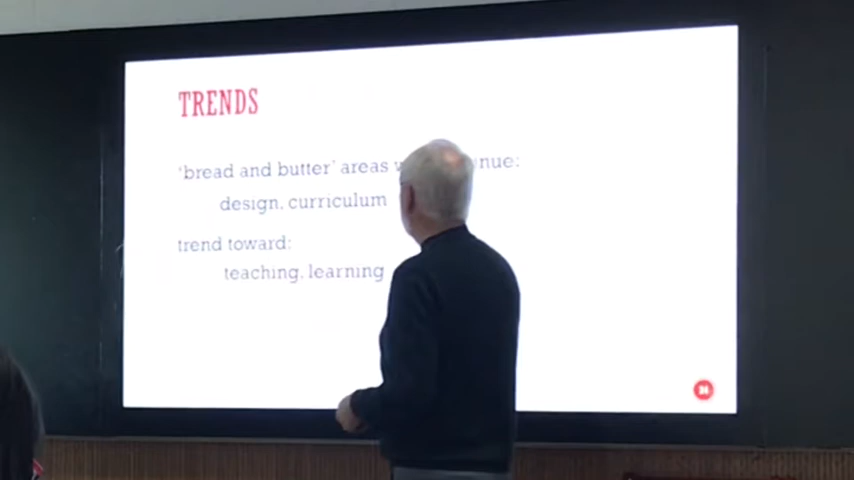 TRENDS
'bread and butter' areas
design, curriculum
trend toward:
teaching, learning